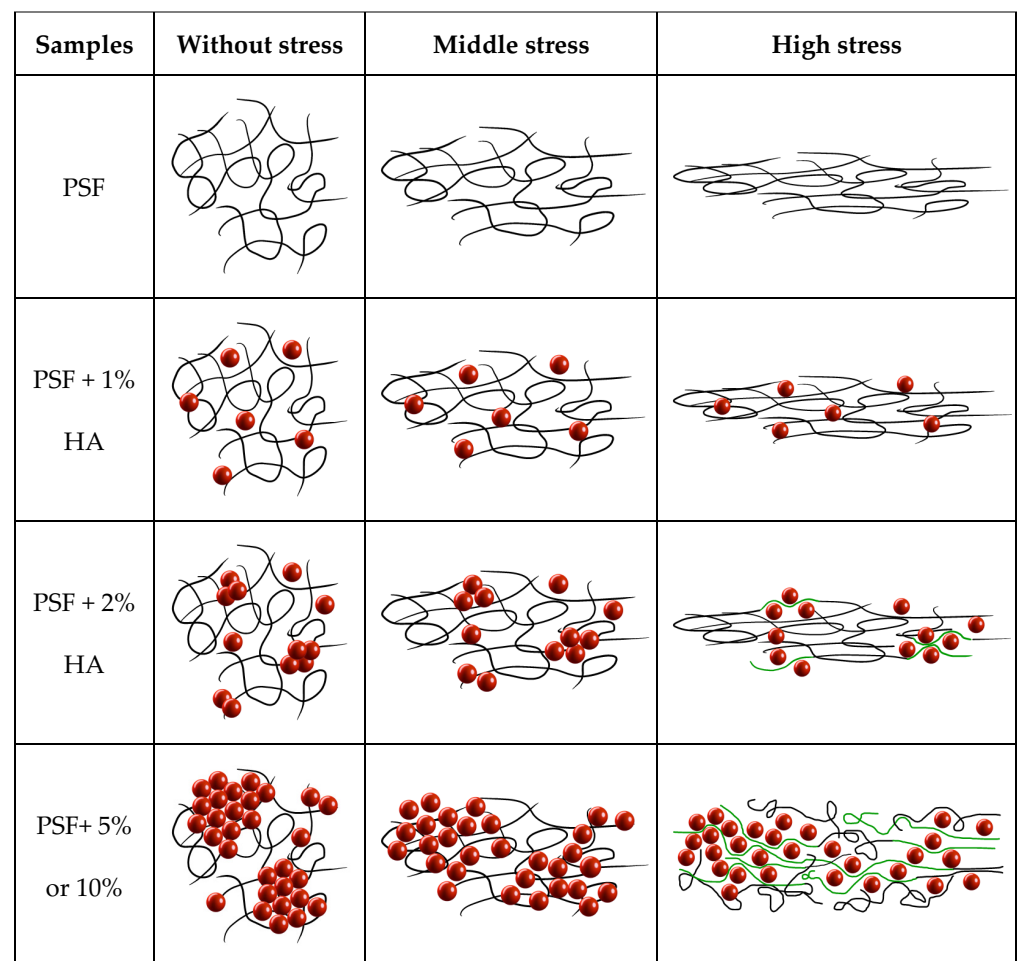 Samples Without stress Middle stress High stress
PSF
PSF + 1%
HA
PSF + 2%
HA
PSF+ 5%
or 10%